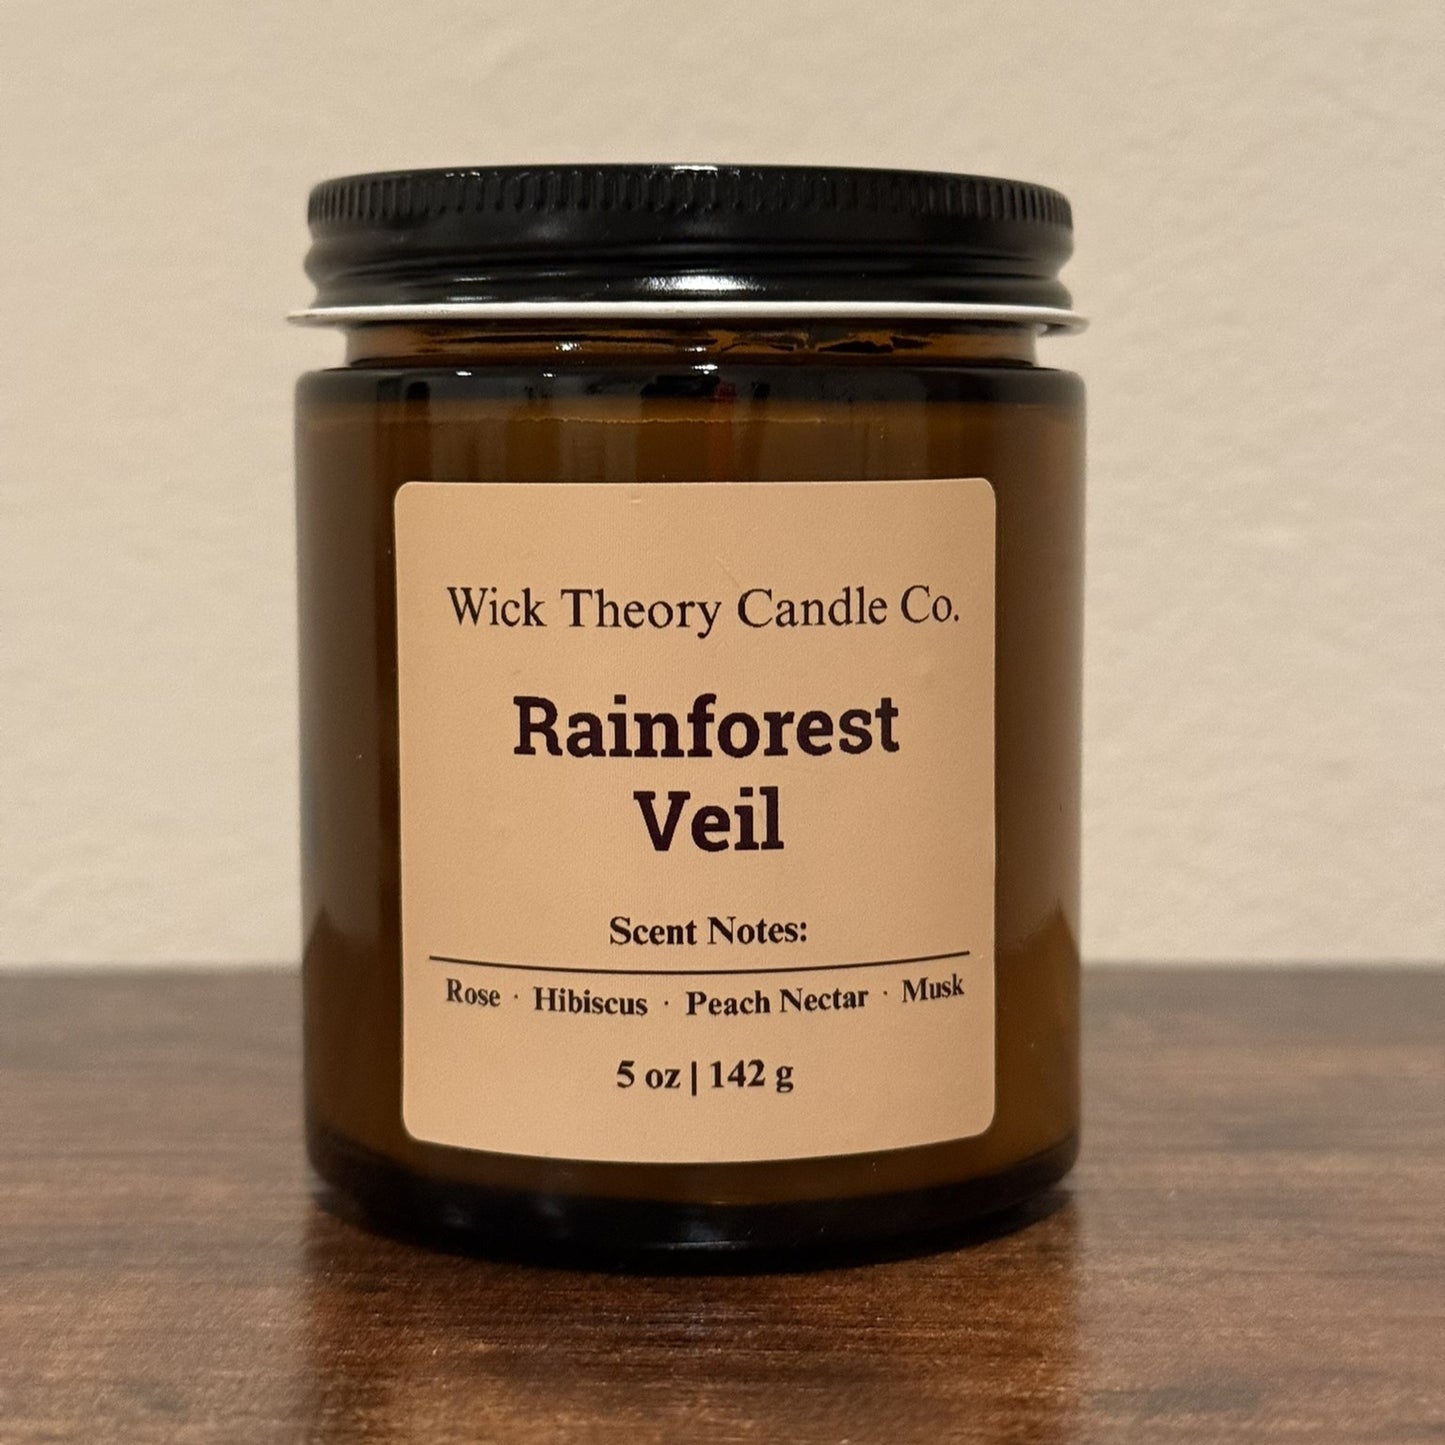 Wick Theory Candle Co.
Rainforest
Veil
Scent Notes:
Rose · Hibiscus · Peach Nectar · Musk
5 oz | 142 g